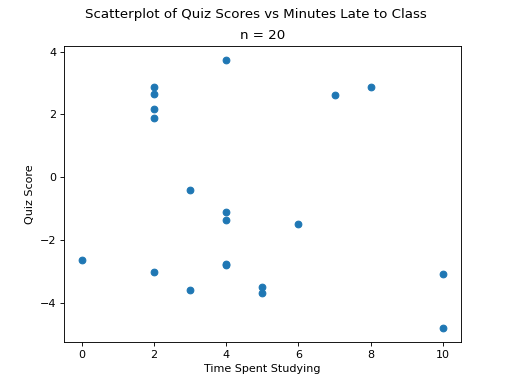 Scatterplot of Quiz Scores vs Minutes Late to Class
n = 20
4
2
0
−2
−4
Quiz Score
0 2 4 6 8 10
Time Spent Studying